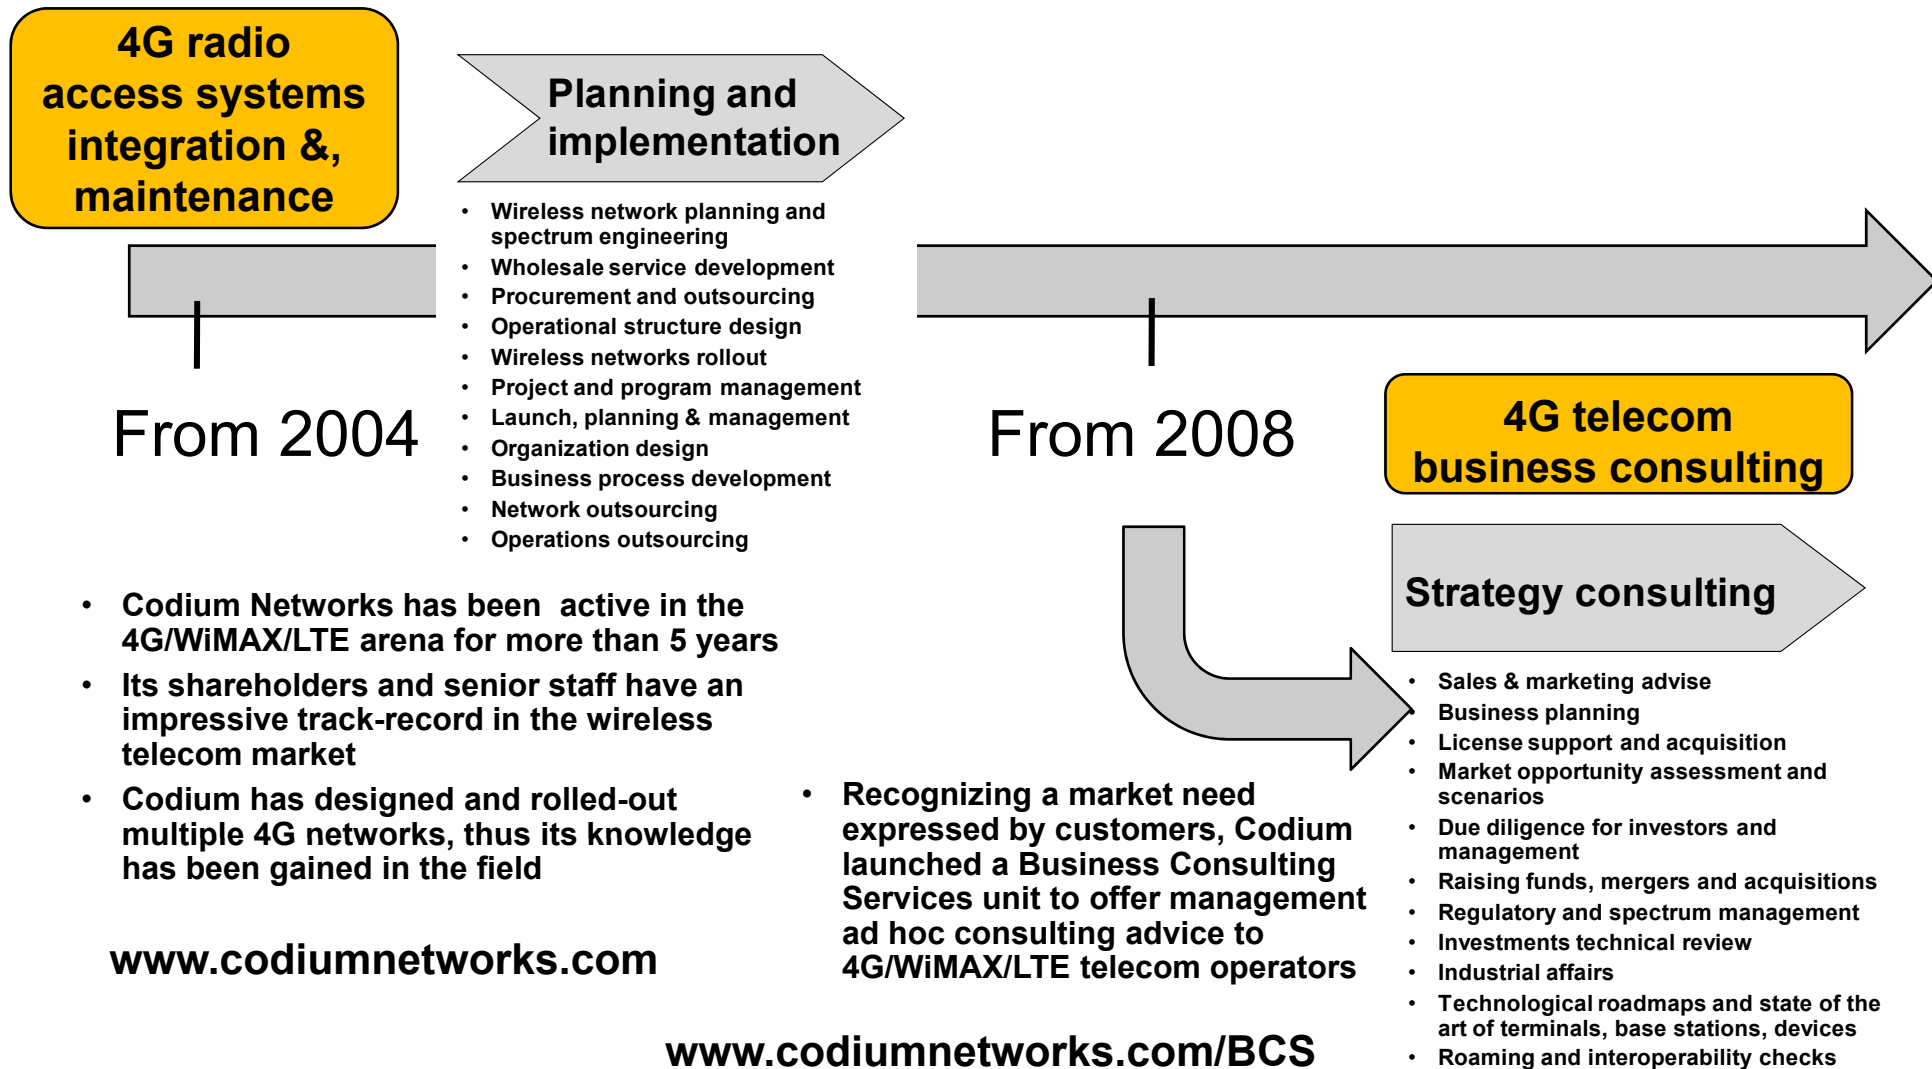 4G radio
access systems
integration &,
maintenance
Planning and
implementation
• Wireless network planning and
spectrum engineering
• Wholesale service development
• Procurement and outsourcing
• Operational structure design
• Wireless networks rollout
• Project and program management
• Launch, planning & management
• Organization design
• Business process development
• Network outsourcing
• Operations outsourcing
From 2004
From 2008
4G telecom
business consulting
Strategy consulting
• Sales & marketing advise
• Business planning
• License support and acquisition
• Market opportunity assessment and
scenarios
• Due diligence for investors and
management
• Raising funds, mergers and acquisitions
• Regulatory and spectrum management
• Investments technical review
• Industrial affairs
• Technological roadmaps and state of the
art of terminals, base stations, devices
• Roaming and interoperability checks
• Codium Networks has been active in the
4G/WiMAX/LTE arena for more than 5 years
• Its shareholders and senior staff have an
impressive track-record in the wireless
telecom market
• Codium has designed and rolled-out
multiple 4G networks, thus its knowledge
has been gained in the field
www.codiumnetworks.com
• Recognizing a market need
expressed by customers, Codium
launched a Business Consulting
Services unit to offer management
ad hoc consulting advice to
4G/WiMAX/LTE telecom operators
www.codiumnetworks.com/BCS